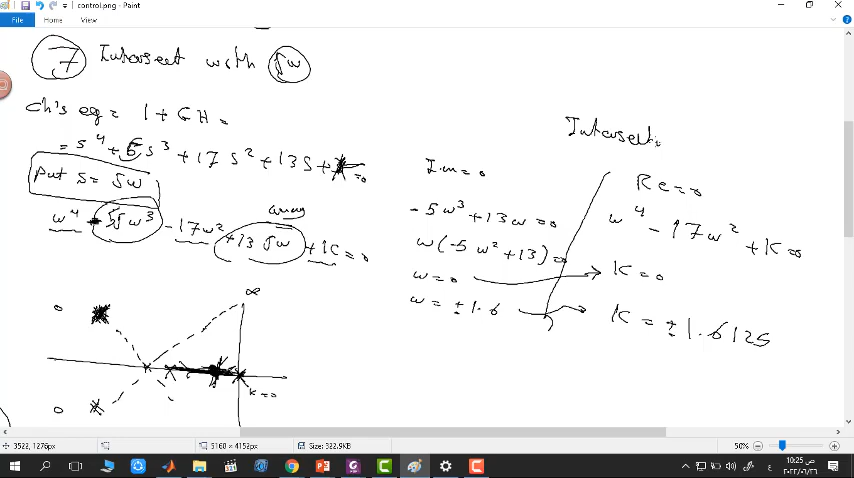 control.png - Paint
File Home View
7 Intersect with jw
ch's eq = 1 + GH =
= s^4 + 5s^3 + 17s^2 + 13s + K = 0
Put s = jw
w^4 - 5jw^3 - 17w^2 + 13jw + K = 0
∞
K = 0
Im = 0
-5w^3 + 13w = 0
w(-5w^2 + 13) = 0
w = 0
w = ± 1.6
Intersect
Re = 0
w^4 - 17w^2 + K = 0
K = 0
K = ± 1.6125
3522, 1276px
5160 × 4152px
Size: 322.9KB
50%